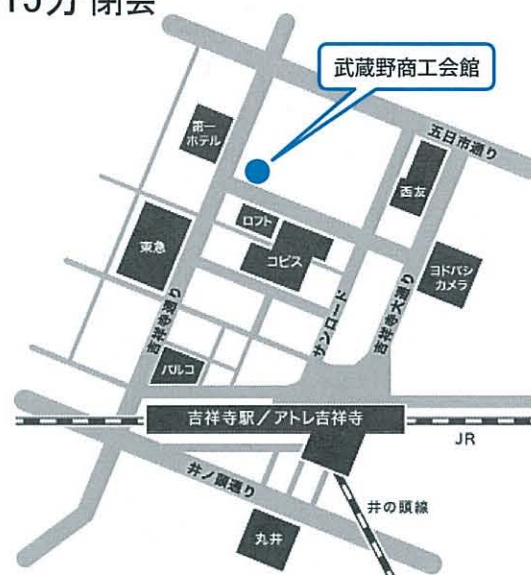 15分 閉会
武蔵野商工会館
五日市通り
第一
ホテル
西友
ロフト
東急
コピス
ヨドバシ
カメラ
吉祥寺通り
サンロード
吉祥寺大通り
パルコ
吉祥寺駅/アトレ吉祥寺
JR
井ノ頭通り
井の頭線
丸井